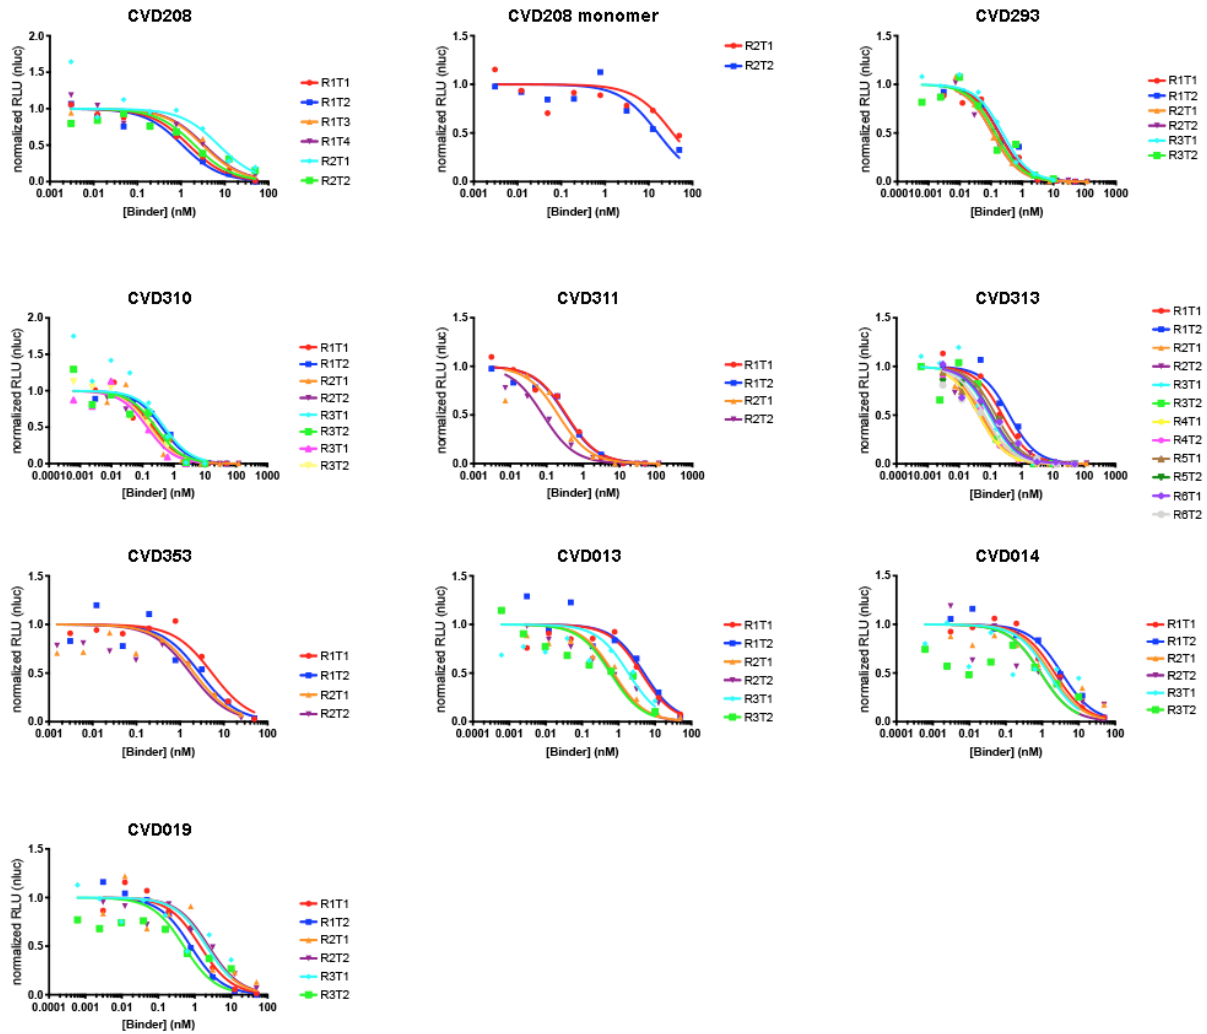 CVD208
normalized RLU (nluc)
2.0
1.5
1.0
0.5
0.0
0.001
0.1
10
1000
[Binder] (nM)
R1T1
R1T2
R1T3
R1T4
R2T1
R2T2
CVD208 monomer
normalized RLU (nluc)
1.5
1.0
0.5
0.0
0.001
0.01
0.1
1
10
100
[Binder] (nM)
R2T1
R2T2
CVD293
normalized RLU (nluc)
1.5
1.0
0.5
0.0
0.0001
0.001
0.01
0.1
1
10
100
1000
[Binder] (nM)
R1T1
R1T2
R2T1
R2T2
R3T1
R3T2
CVD310
normalized RLU (nluc)
2.0
1.5
1.0
0.5
0.0
0.0001
0.001
0.01
0.1
1
10
100
1000
[Binder] (nM)
R1T1
R1T2
R2T1
R2T2
R3T1
R3T2
R3T1
R3T2
CVD311
normalized RLU (nluc)
1.5
1.0
0.5
0.0
0.001
0.01
0.1
1
10
100
1000
[Binder] (nM)
R1T1
R1T2
R2T1
R2T2
CVD313
normalized RLU (nluc)
1.5
1.0
0.5
0.0
0.0001
0.001
0.01
0.1
1
10
100
1000
[Binder] (nM)
R1T1
R1T2
R2T1
R2T2
R3T1
R3T2
R4T1
R4T2
R5T1
R5T2
R6T1
R6T2
CVD353
normalized RLU (nluc)
1.5
1.0
0.5
0.0
0.001
0.01
0.1
1
10
100
[Binder] (nM)
R1T1
R1T2
R2T1
R2T2
CVD013
normalized RLU (nluc)
1.5
1.0
0.5
0.0
0.0001
0.001
0.01
0.1
1
10
100
[Binder] (nM)
R1T1
R1T2
R2T1
R2T2
R3T1
R3T2
CVD014
normalized RLU (nluc)
1.5
1.0
0.5
0.0
0.0001
0.001
0.01
0.1
1
10
100
[Binder] (nM)
R1T1
R1T2
R2T1
R2T2
R3T1
R3T2
CVD019
normalized RLU (nluc)
1.5
1.0
0.5
0.0
0.0001
0.001
0.01
0.1
1
10
100
[Binder] (nM)
R1T1
R1T2
R2T1
R2T2
R3T1
R3T2